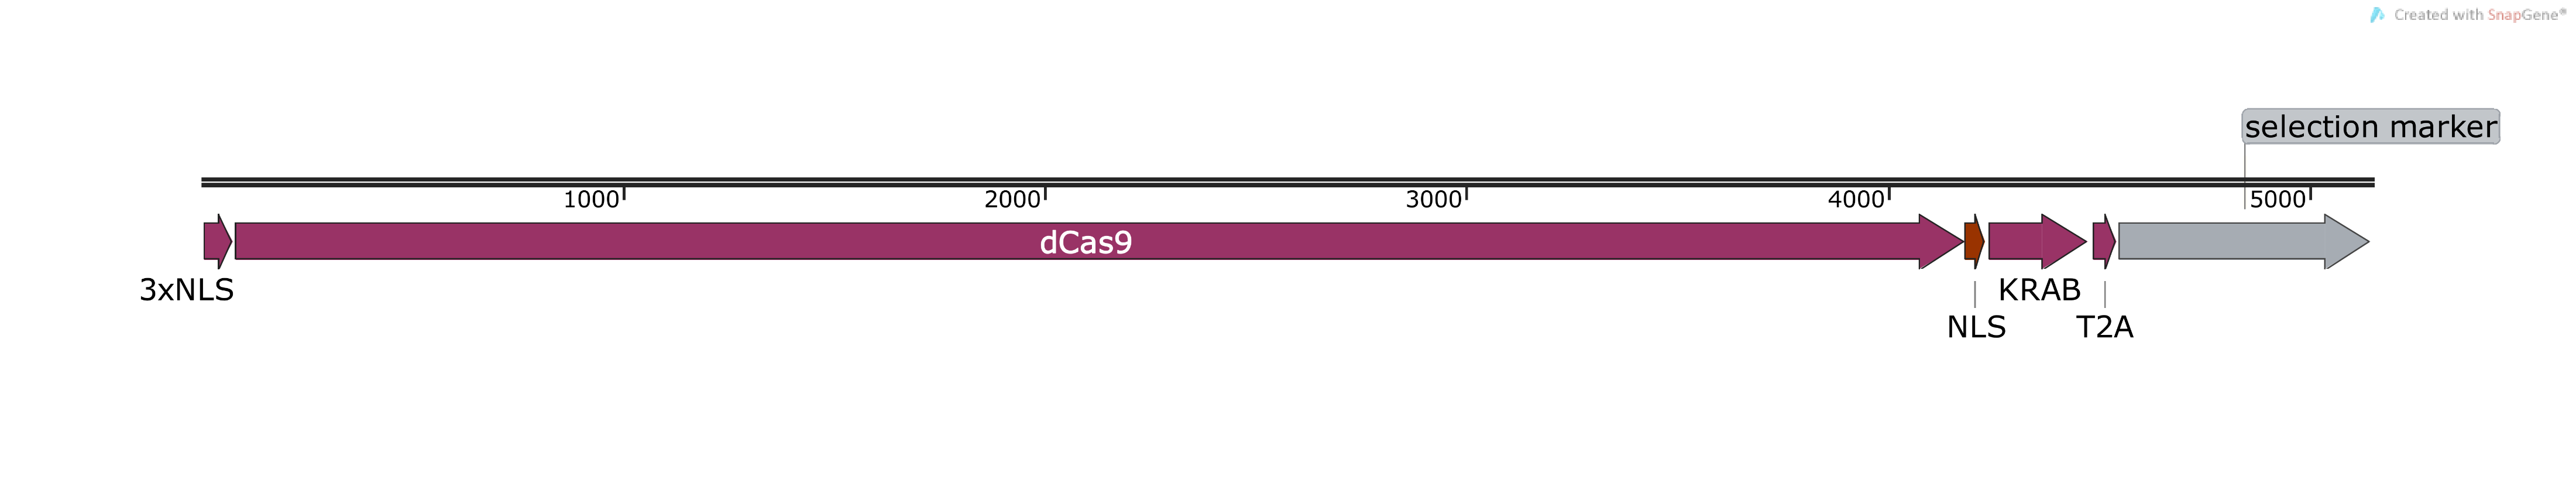 Created with SnapGene®
selection marker
1000
2000
3000
4000
5000
dCas9
3xNLS
KRAB
NLS
T2A